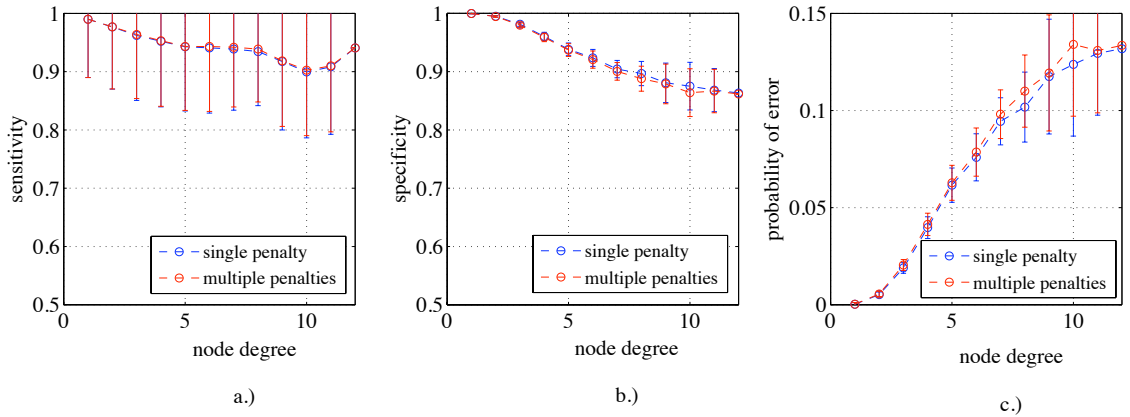 1
0.9
0.8
0.9
0.6
0.5
sensitivity
single penalty
multiple penalties
0
5
10
node degree
a.)
1
0.9
0.8
0.9
0.6
0.5
specificity
single penalty
multiple penalties
0
5
10
node degree
b.)
0.15
0.1
0.05
0
probability of error
single penalty
multiple penalties
0
5
10
node degree
c.)